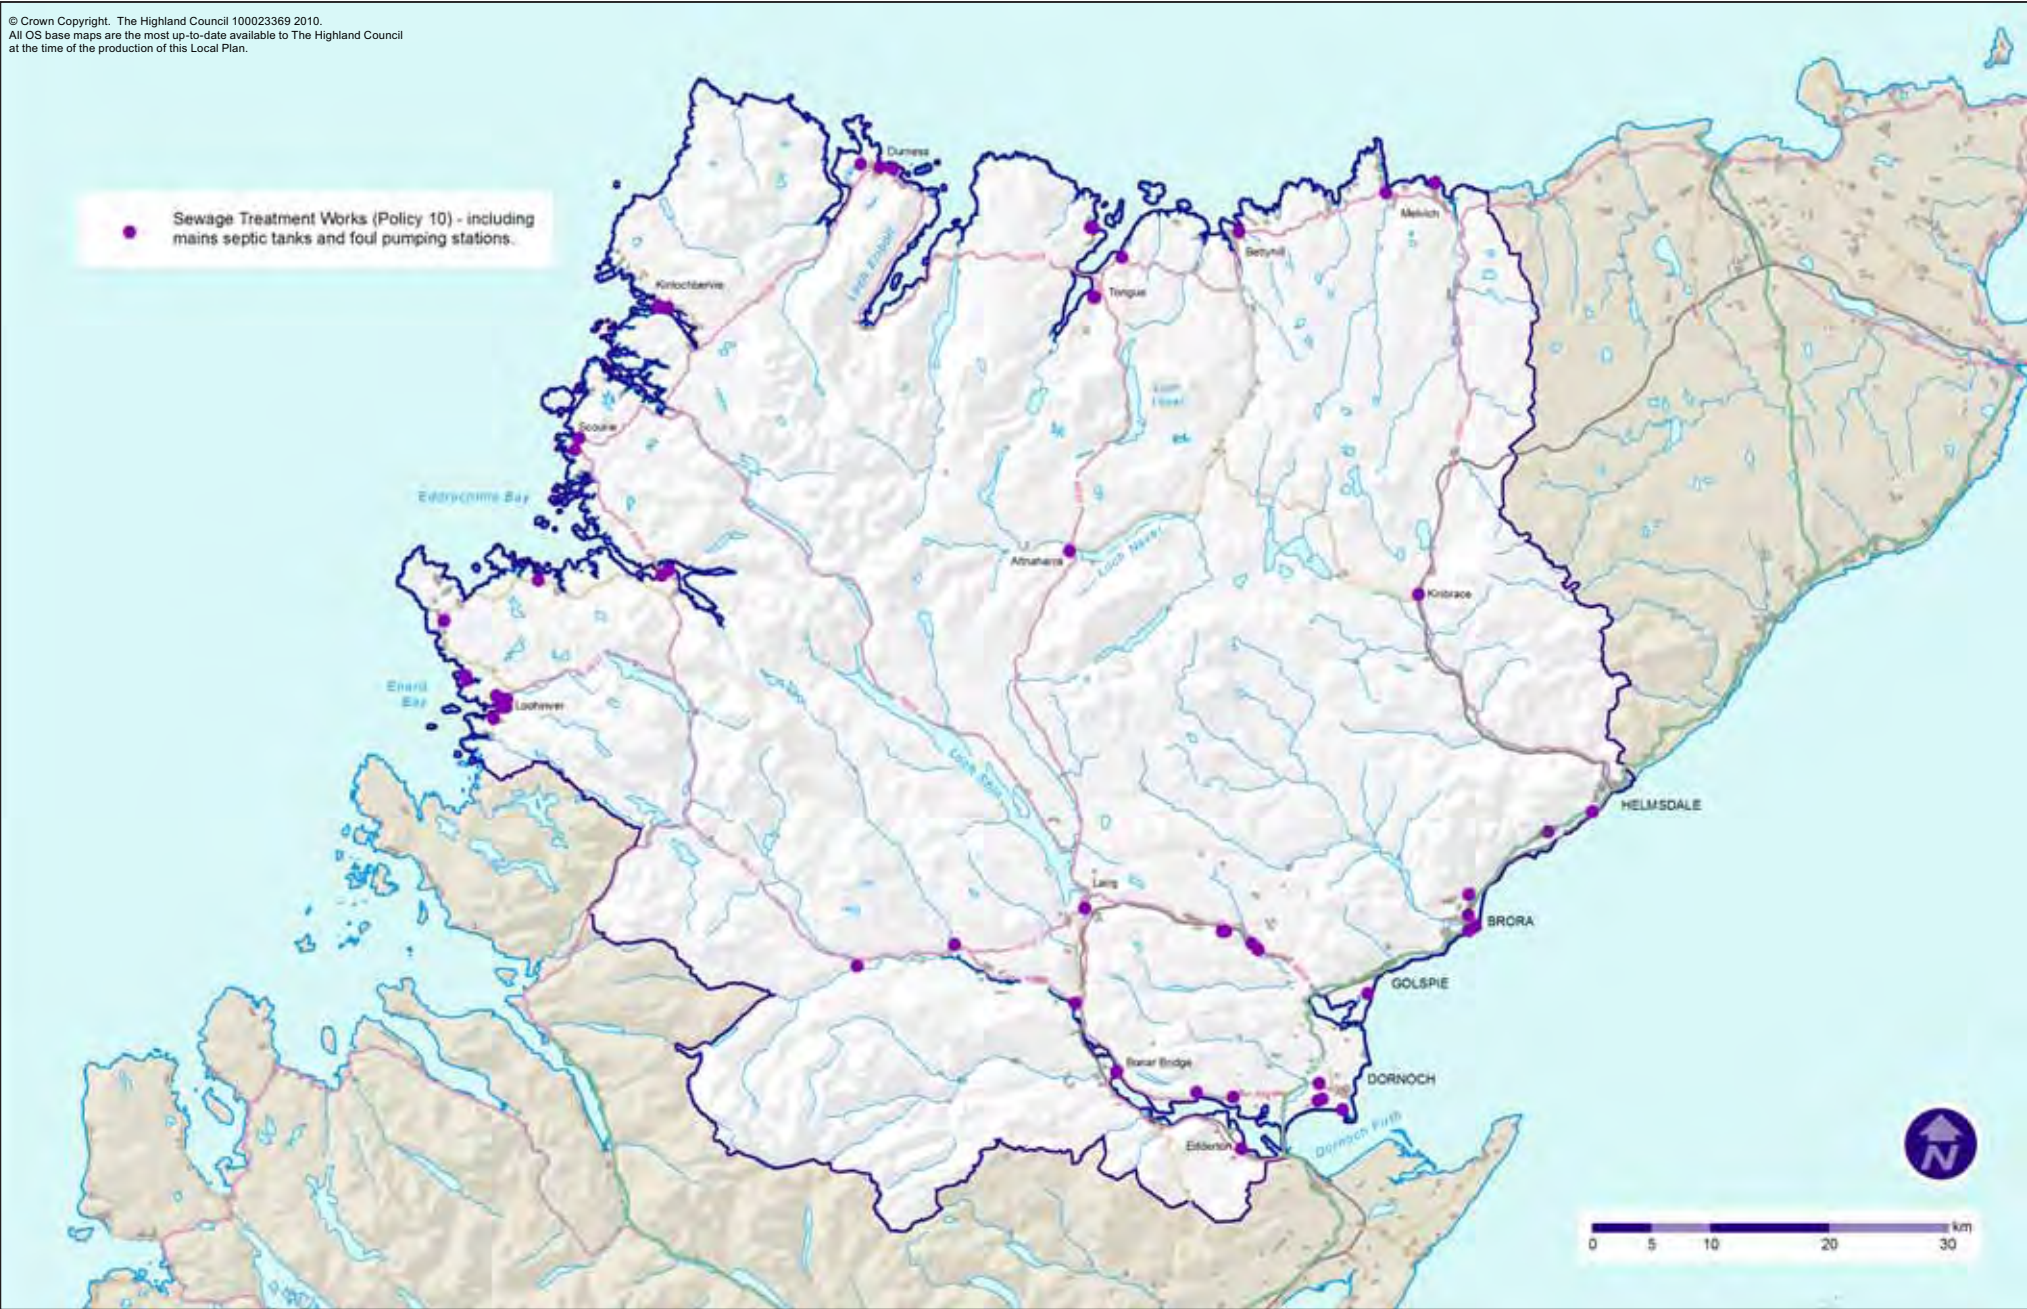 © Crown Copyright. The Highland Council 100023369 2010.
All OS base maps are the most up-to-date available to The Highland Council
at the time of the production of this Local Plan.
Sewage Treatment Works (Policy 10) - including
mains septic tanks and foul pumping stations.
Durness
Melvich
Bettyhill
Loch Eriboll
Kinlochbervie
Tongue
Loch
Loyal
Scourie
Eddrachillis Bay
Altnaharra
Loch Naver
Kinbrace
Enard
Bay
Lochinver
Loch Shin
HELMSDALE
Lairg
BRORA
GOLSPIE
Bonar Bridge
DORNOCH
Dornoch Firth
Edderton
N
km
0 5 10 20 30